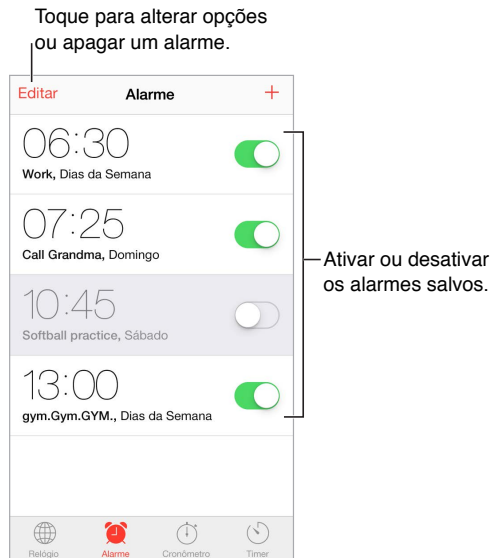 Toque para alterar opções
ou apagar um alarme.
Editar Alarme +
06:30
Work, Dias da Semana
07:25
Call Grandma, Domingo
Ativar ou desativar
os alarmes salvos.
10:45
Softball practice, Sábado
13:00
gym.Gym.GYM., Dias da Semana
Relógio Alarme Cronômetro Timer